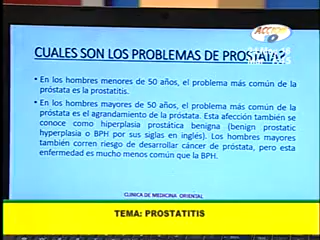 ACCION
10
CUALES SON LOS PROBLEMAS DE PROSTATA?
• En los hombres menores de 50 años, el problema más común de la
próstata es la prostatitis.
• En los hombres mayores de 50 años, el problema más común de la
próstata es el agrandamiento de la próstata. Esta afección también se
conoce como hiperplasia prostática benigna (benign prostatic
hyperplasia o BPH por sus siglas en inglés). Los hombres mayores
también corren riesgo de desarrollar cáncer de próstata, pero esta
enfermedad es mucho menos común que la BPH.
CLINICA DE MEDICINA ORIENTAL
TEMA: PROSTATITIS